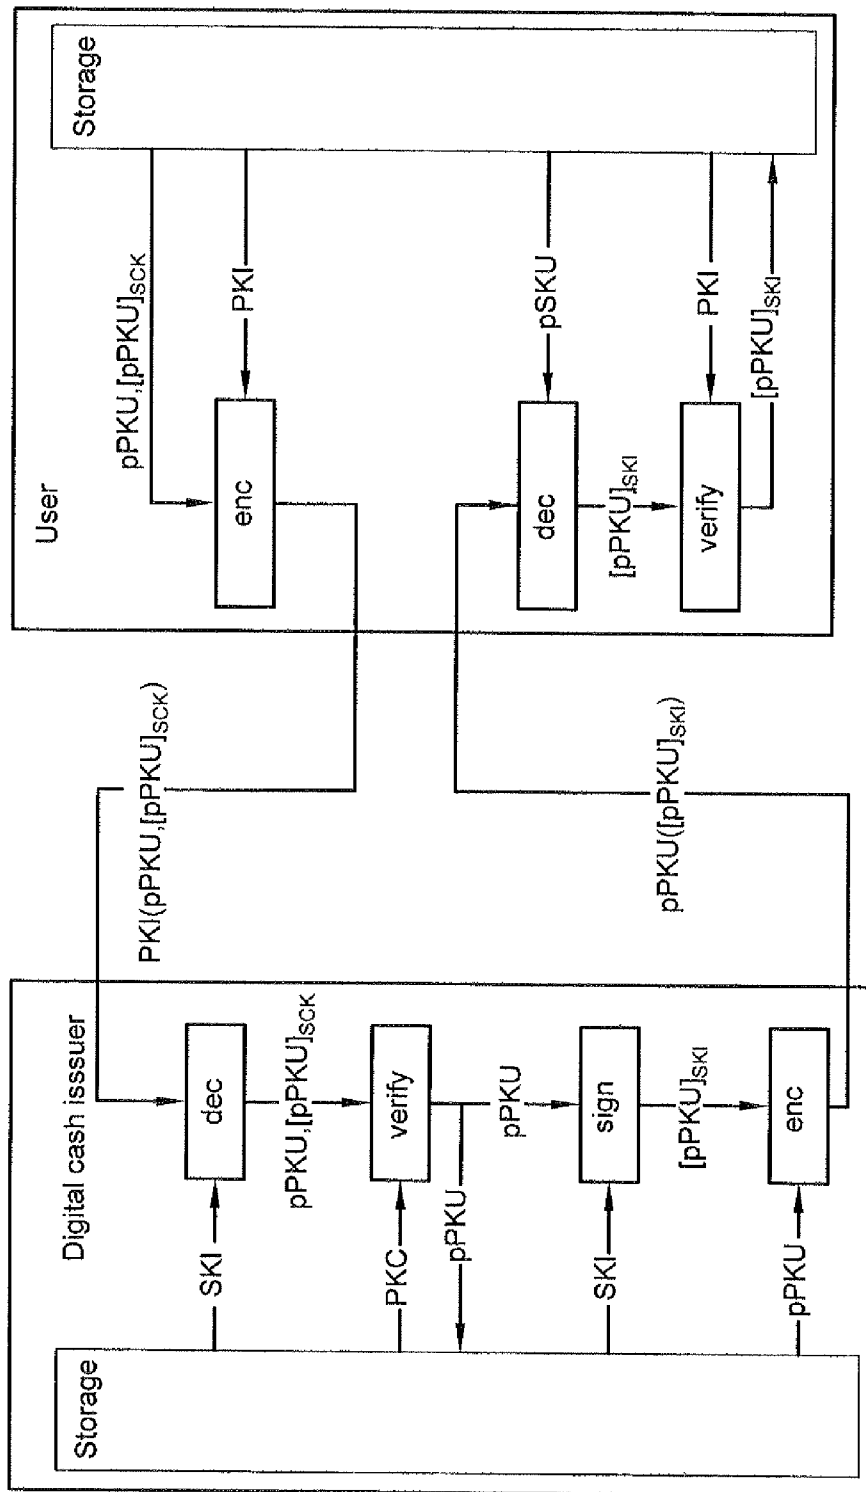 Digital cash isssuer
Storage
SKI
dec
pPKU,[pPKU]SCK
PKC
verify
pPKU
pPKU
SKI
sign
[pPKU]SKI
pPKU
enc
PKI(pPKU,[pPKU]SCK)
pPKU([pPKU]SKI)
User
Storage
pPKU,[pPKU]SCK
enc
PKI
dec
pSKU
[pPKU]SKI
verify
PKI
[pPKU]SKI